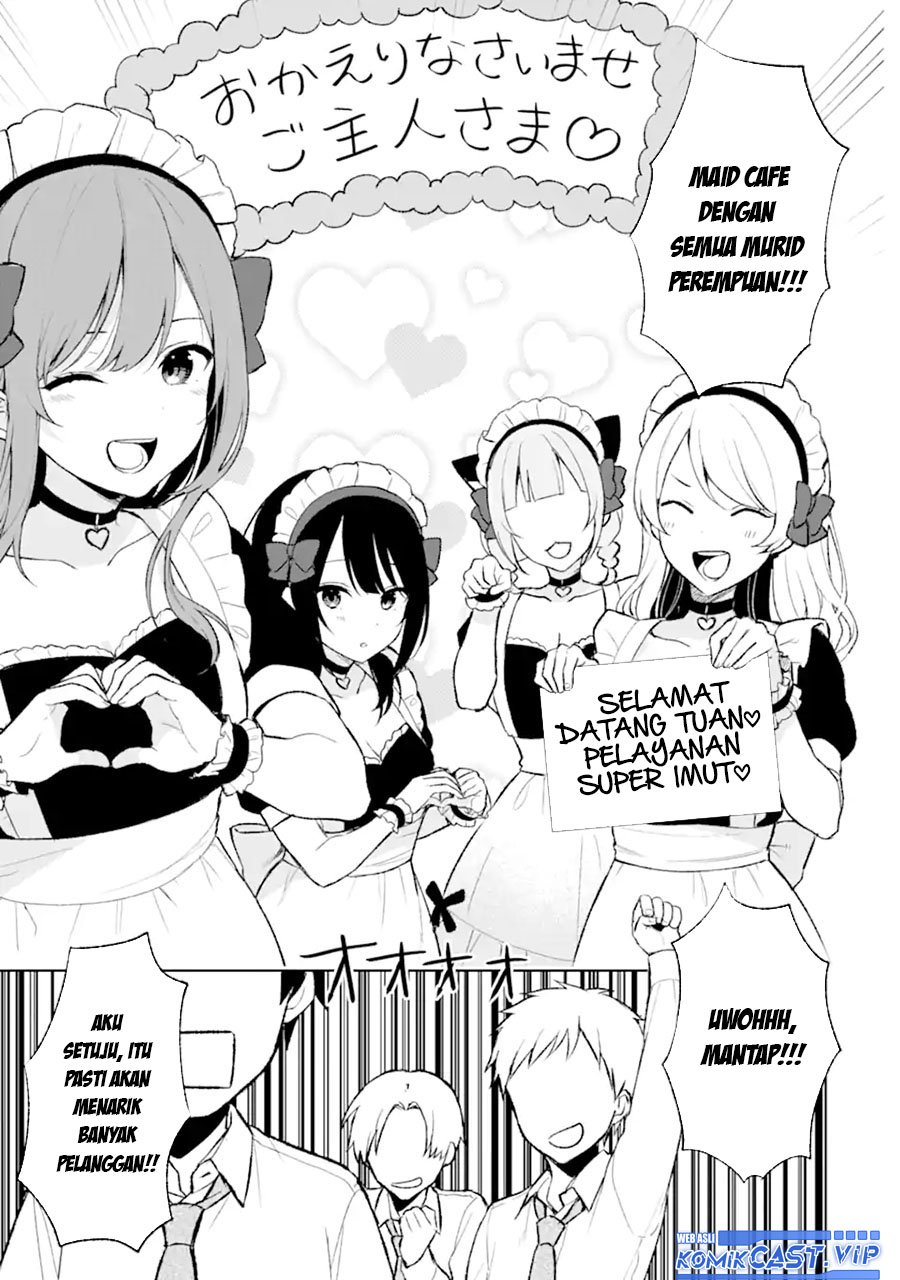 おかえりなさいませ
ご主人さま♡
MAID CAFE
DENGAN
SEMUA MURID
PEREMPUAN!!!
SELAMAT
DATANG TUAN♡
PELAYANAN
SUPER IMUT♡
オオオオ
UWOHHH,
MANTAP!!!
AKU
SETUJU, ITU
PASTI AKAN
MENARIK
BANYAK
PELANGGAN!!
WEB ASLI
KOMIKCAST.VIP